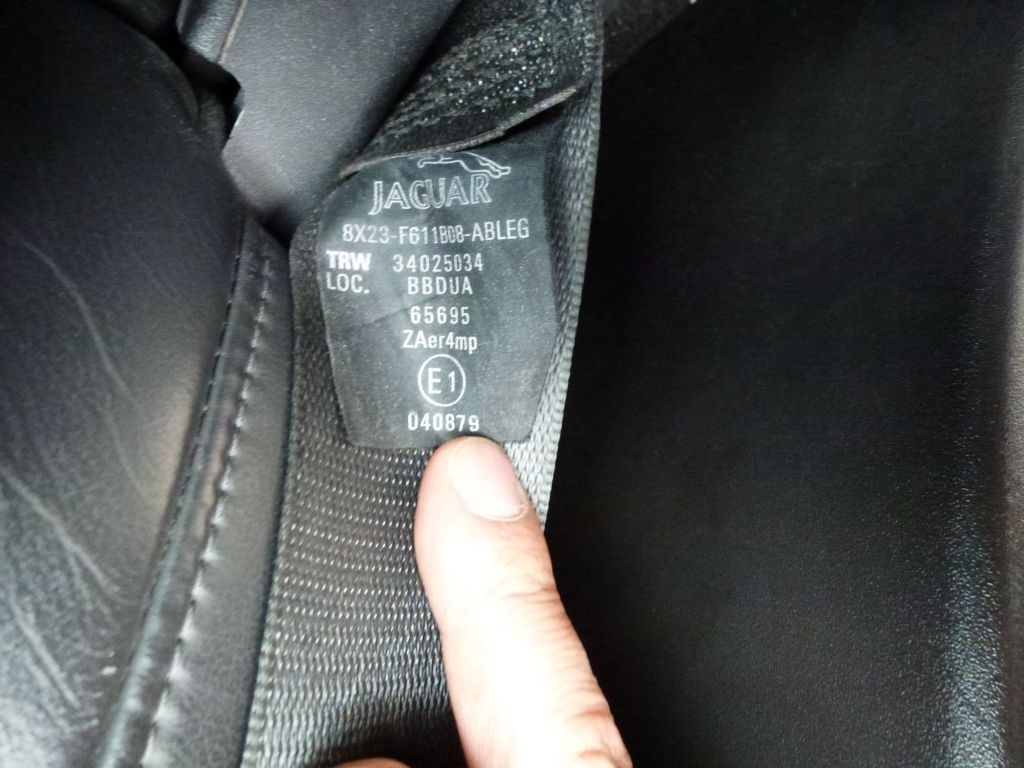 JAGUAR
8X23-F611B08-ABLEG
TRW 34025034
LOC. BBDUA
65695
ZAer4mp
E1
040879